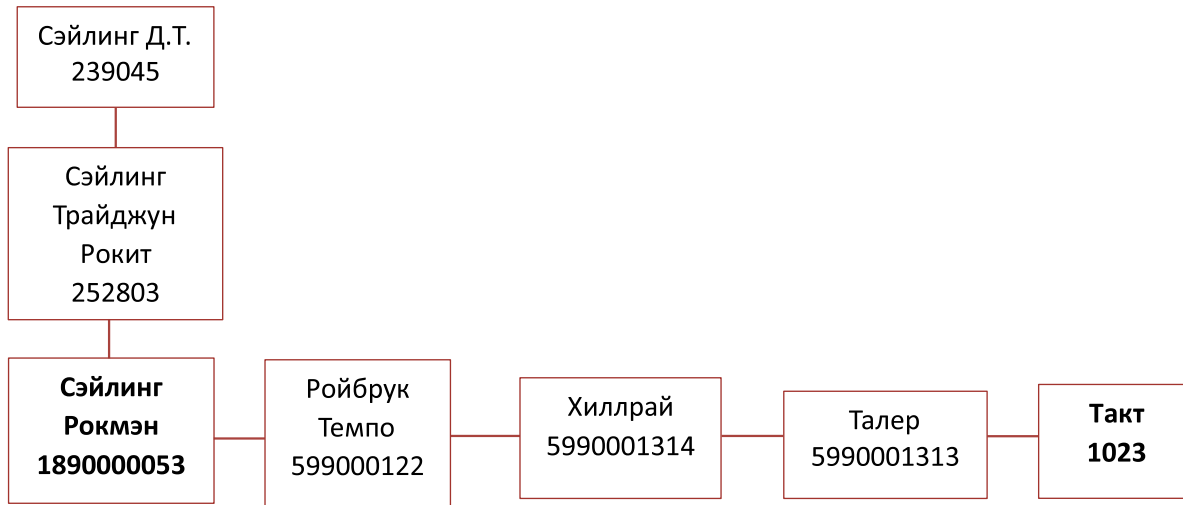 Сэйлинг Д.Т.
239045
Сэйлинг
Трайджун
Рокит
252803
Сэйлинг
Рокмэн
1890000053
Ройбрук
Темпо
599000122
Хиллрай
5990001314
Талер
5990001313
Такт
1023